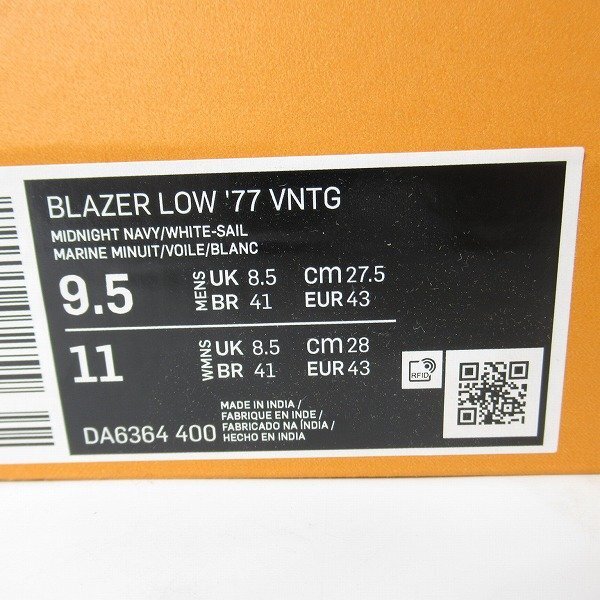 BLAZER LOW '77 VNTG
MIDNIGHT NAVY/WHITE-SAIL
MARINE MINUIT/VOILE/BLANC
9.5 MENS UK 8.5 CM 27.5
BR 41 EUR 43
11 WMNS UK 8.5 CM 28
BR 41 EUR 43
RFID
DA6364 400
MADE IN INDIA /
FABRIQUE EN INDE /
FABRICADO NA ÍNDIA /
HECHO EN INDIA